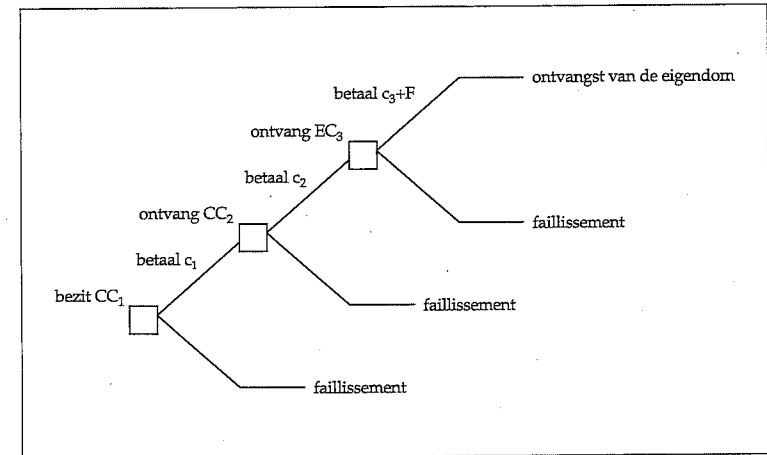 ontvangst van de eigendom
betaal c₃+F
ontvang EC₃
betaal c₂
faillissement
ontvang CC₂
betaal c₁
faillissement
bezit CC₁
faillissement